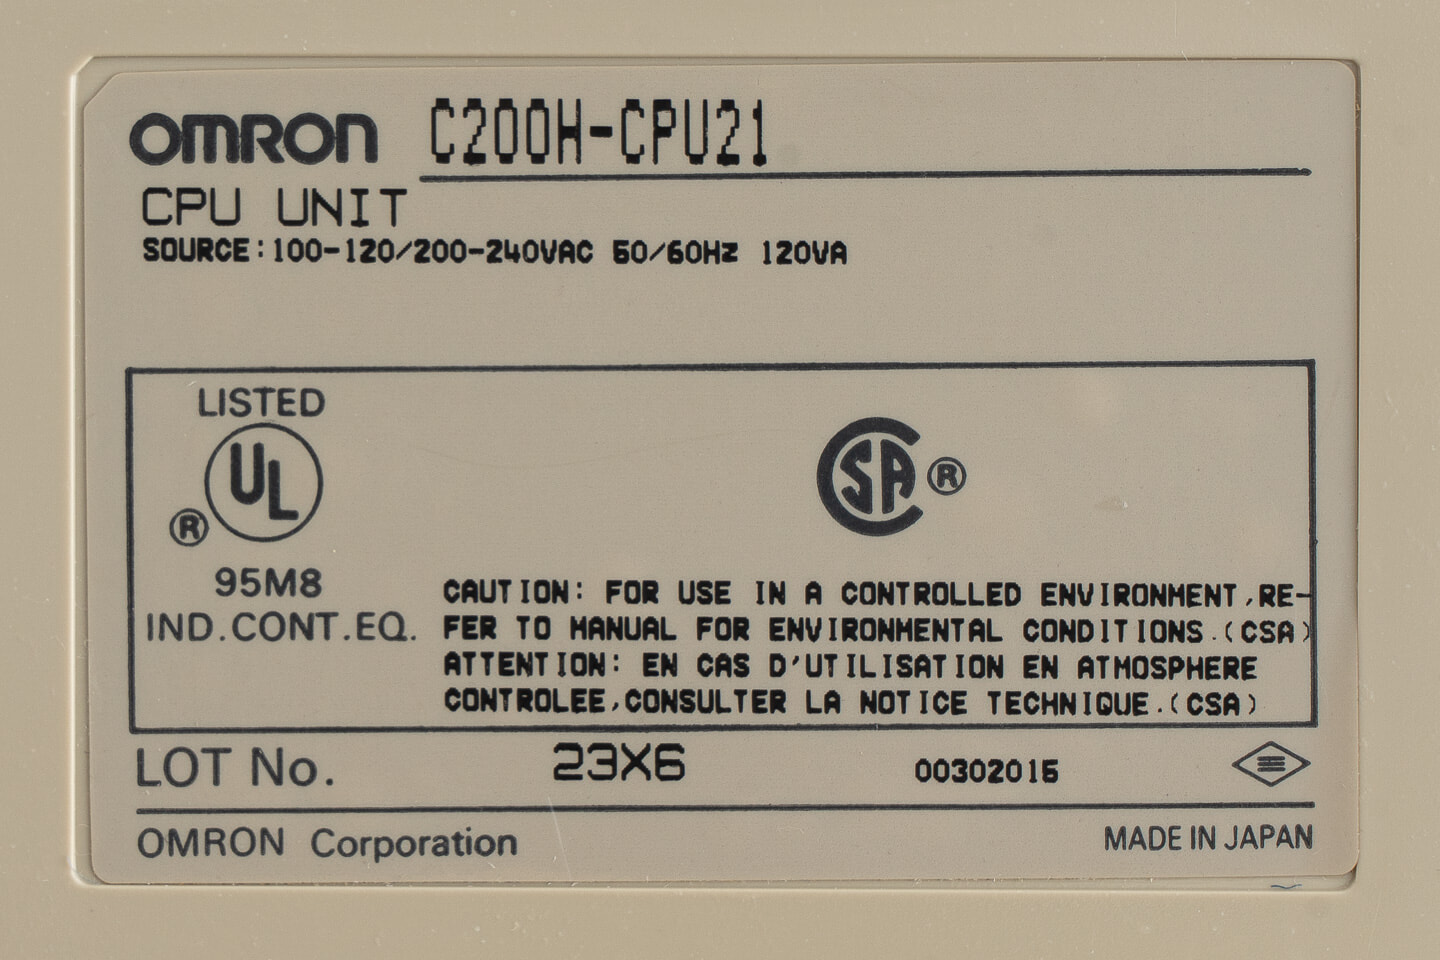 OMRON C200H-CPU21
CPU UNIT
SOURCE:100-120/200-240VAC 50/60Hz 120VA
LISTED
UL
®
SA ®
95M8
IND.CONT.EQ.
CAUTION: FOR USE IN A CONTROLLED ENVIRONMENT,RE-
FER TO MANUAL FOR ENVIRONMENTAL CONDITIONS.(CSA)
ATTENTION: EN CAS D'UTILISATION EN ATMOSPHERE
CONTROLEE,CONSULTER LA NOTICE TECHNIQUE.(CSA)
LOT No. 23X6 00302015
OMRON Corporation MADE IN JAPAN